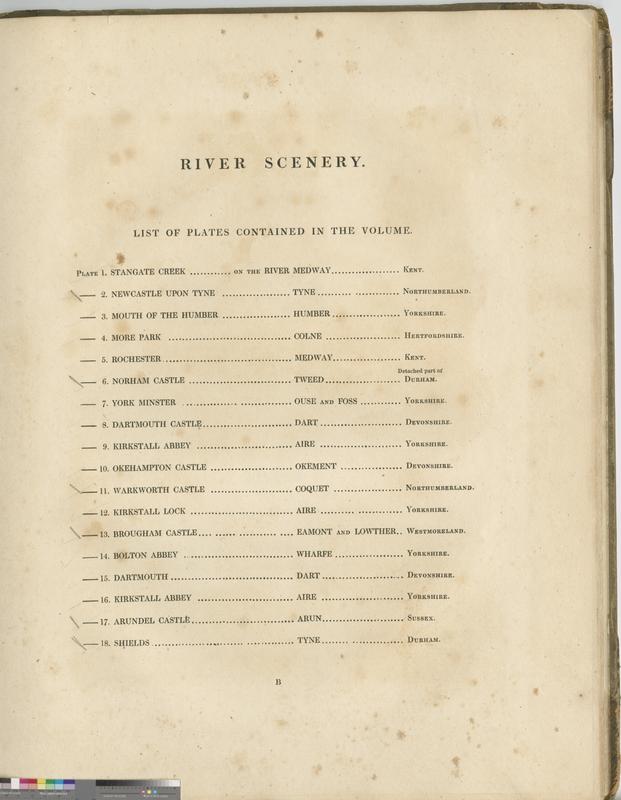 RIVER SCENERY.
LIST OF PLATES CONTAINED IN THE VOLUME.
Plate 1. STANGATE CREEK ............ on the RIVER MEDWAY.................... Kent.
—— 2. NEWCASTLE UPON TYNE .................... TYNE.......... ............. Northumberland.
—— 3. MOUTH OF THE HUMBER .................... HUMBER.................... Yorkshire.
—— 4. MORE PARK .................................... COLNE ...................... Hertfordshire.
—— 5. ROCHESTER ..................................... MEDWAY.................... Kent.
Detached part of
—— 6. NORHAM CASTLE .............................. TWEED...................... Durham.
—— 7. YORK MINSTER ................................ OUSE and FOSS ............ Yorkshire.
—— 8. DARTMOUTH CASTLE.......................... DART ........................ Devonshire.
—— 9. KIRKSTALL ABBEY ............................ AIRE ........................ Yorkshire.
—— 10. OKEHAMPTON CASTLE ........................ OKEMENT .................. Devonshire.
—— 11. WARKWORTH CASTLE ........................ COQUET .................... Northumberland.
—— 12. KIRKSTALL LOCK .............................. AIRE ........................ Yorkshire.
—— 13. BROUGHAM CASTLE.... ...... .......... .... EAMONT and LOWTHER.. Westmoreland.
—— 14. BOLTON ABBEY ................................ WHARFE .................... Yorkshire.
—— 15. DARTMOUTH .................................... DART ........................ Devonshire.
—— 16. KIRKSTALL ABBEY ............................ AIRE ........................ Yorkshire.
—— 17. ARUNDEL CASTLE.............................. ARUN........................ Sussex.
—— 18. SHIELDS .......................................... TYNE........ ............... Durham.
B